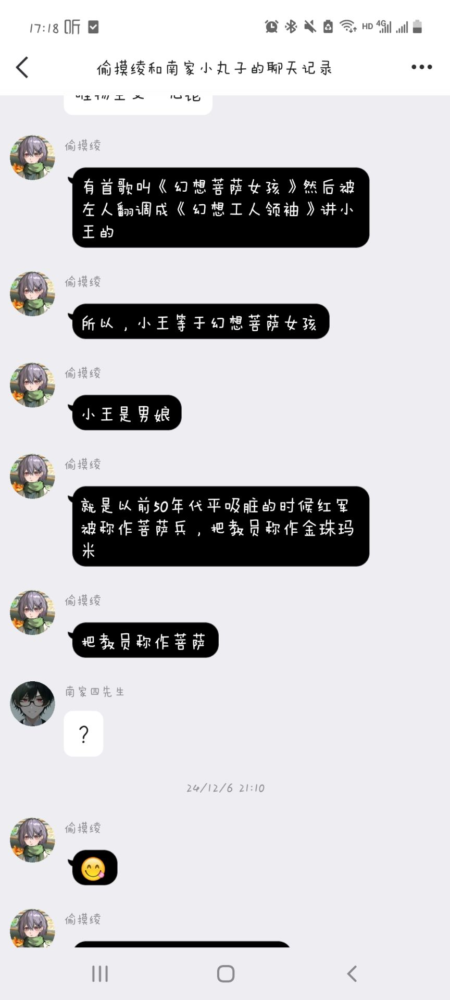 17:18 听
HD 4G
偷摸绫和南家小丸子的聊天记录
偷摸绫
有首歌叫《幻想菩萨女孩》然后被
左人翻调成《幻想工人领袖》讲小
王的
偷摸绫
所以，小王等于幻想菩萨女孩
偷摸绫
小王是男娘
偷摸绫
就是以前50年代平吸脏的时候红军
被称作菩萨兵，把教员称作金珠玛
米
偷摸绫
把教员称作菩萨
南家四先生
?
24/12/6 21:10
偷摸绫
偷摸绫